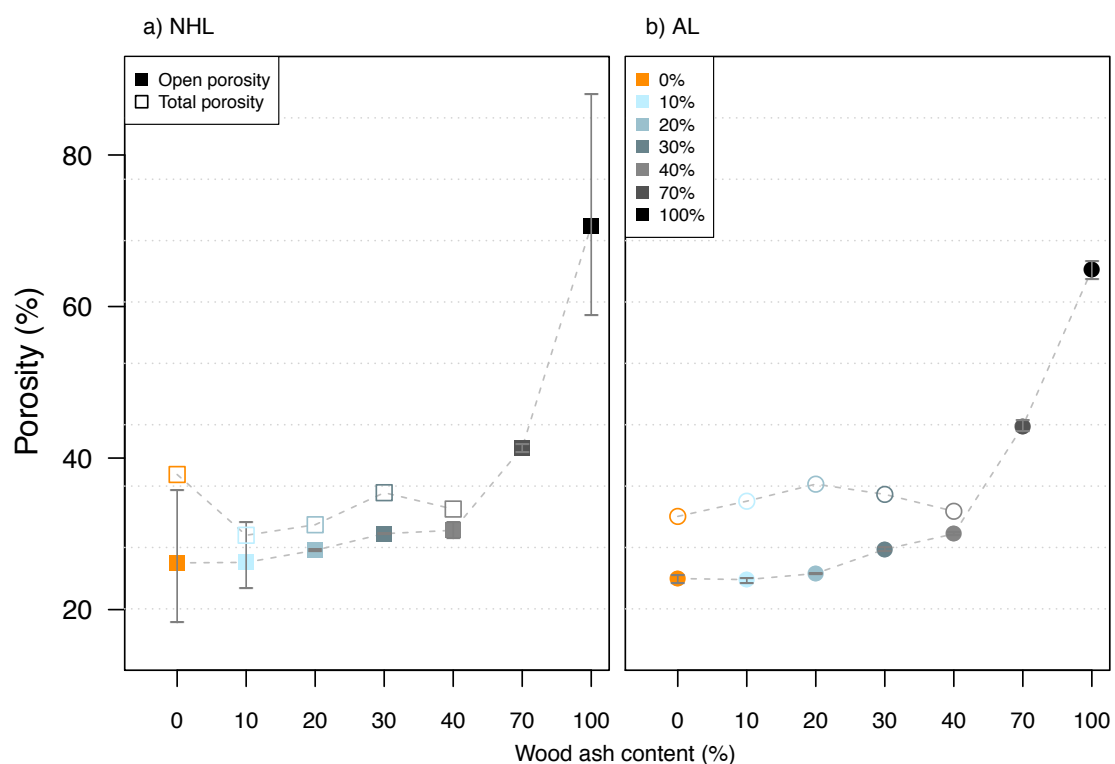 a) NHL
b) AL
Open porosity
Total porosity
0%
10%
20%
30%
40%
70%
100%
Porosity (%)
80
60
40
20
0 10 20 30 40 70 100
0 10 20 30 40 70 100
Wood ash content (%)